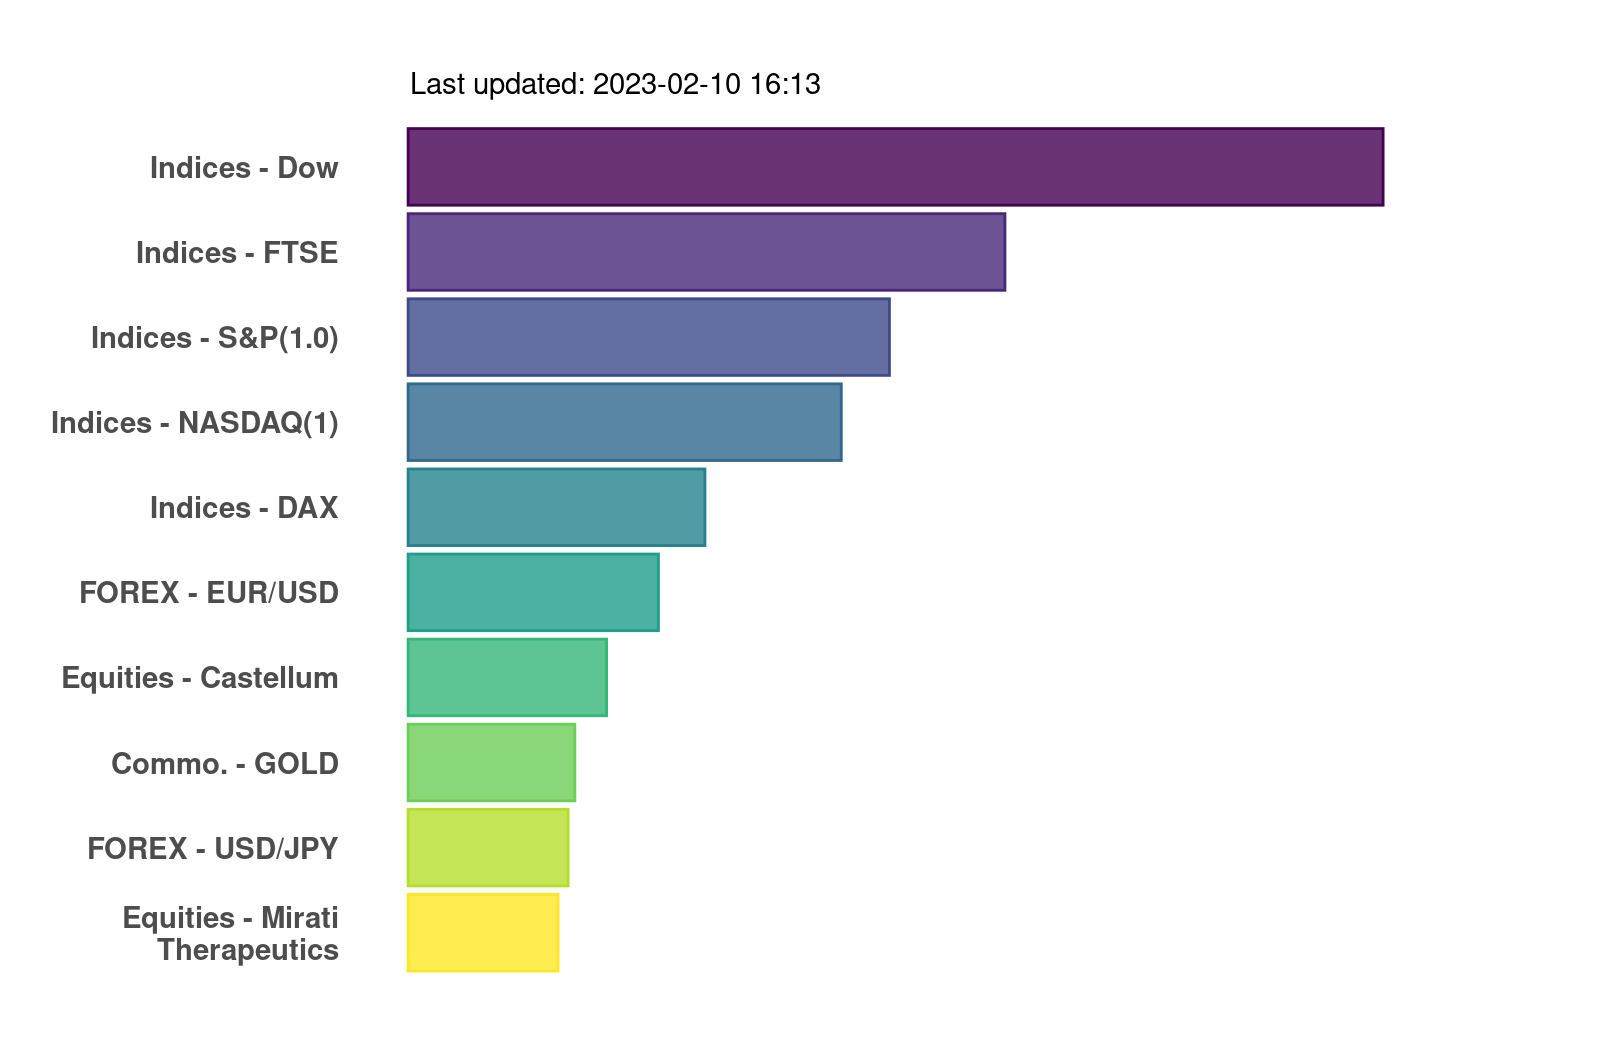 Last updated: 2023-02-10 16:13
Indices - Dow
Indices - FTSE
Indices - S&P(1.0)
Indices - NASDAQ(1)
Indices - DAX
FOREX - EUR/USD
Equities - Castellum
Commo. - GOLD
FOREX - USD/JPY
Equities - Mirati
Therapeutics